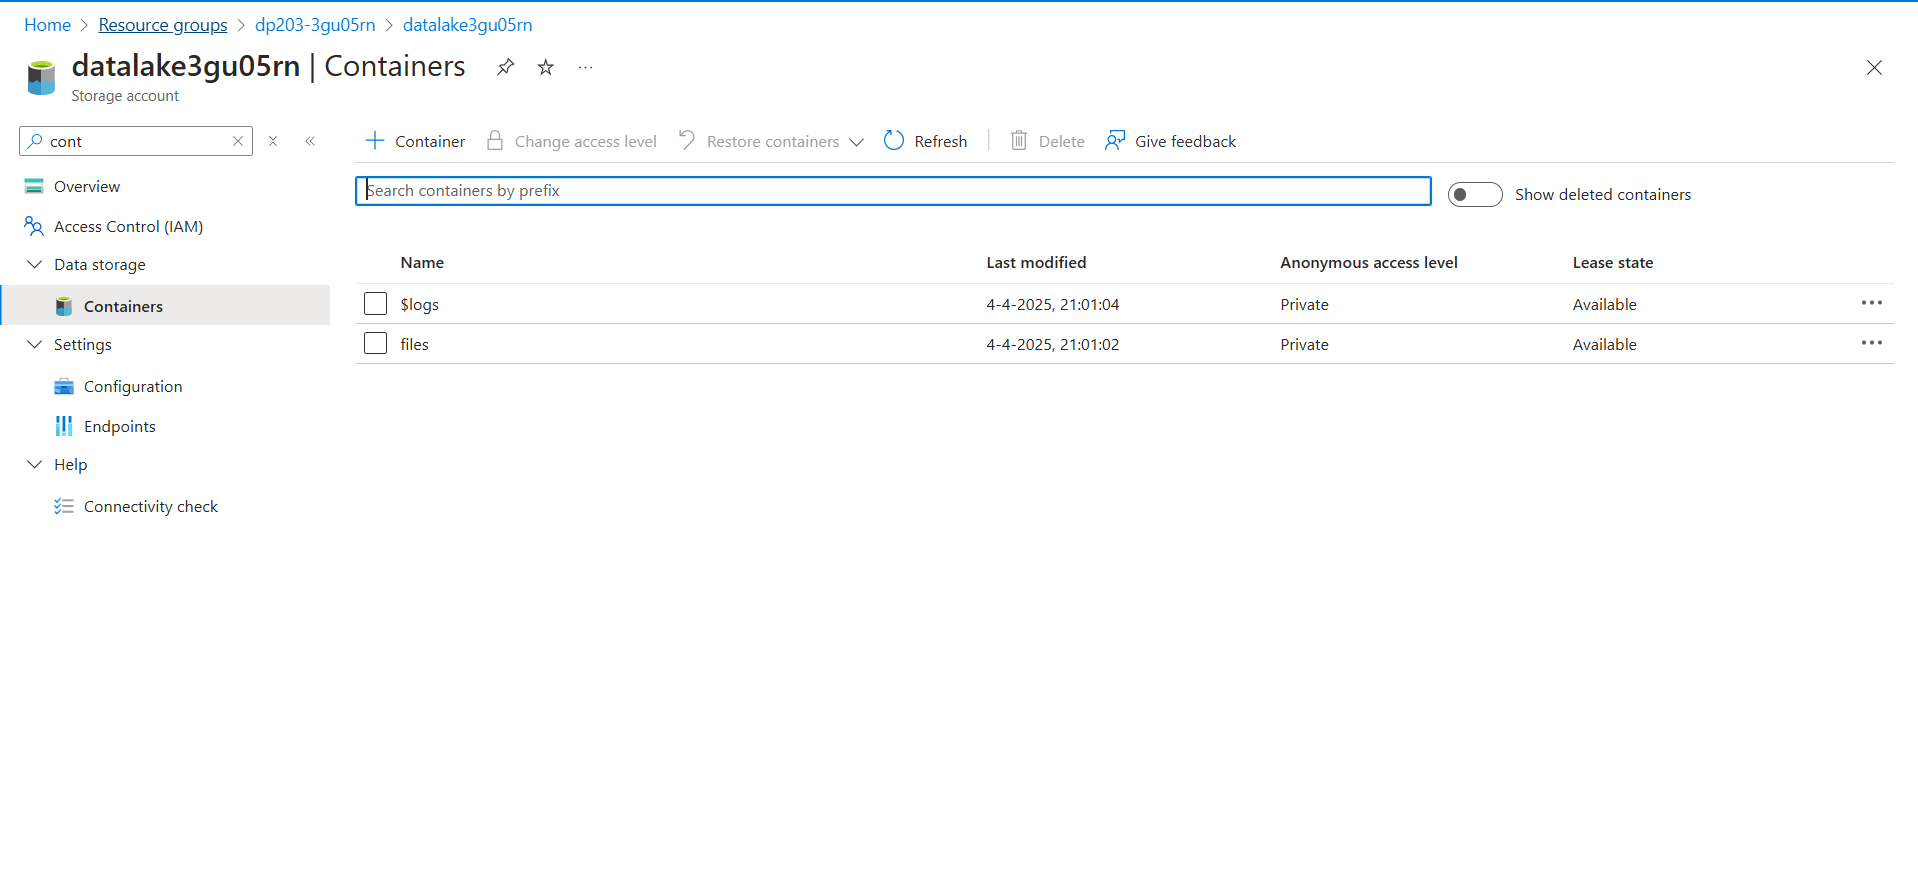 Home > Resource groups > dp203-3gu05rn > datalake3gu05rn
datalake3gu05rn | Containers ...
Storage account
cont
Container Change access level Restore containers Refresh Delete Give feedback
Overview
Search containers by prefix Show deleted containers
Access Control (IAM)
Data storage
Name Last modified Anonymous access level Lease state
Containers
$logs 4-4-2025, 21:01:04 Private Available
Settings
files 4-4-2025, 21:01:02 Private Available
Configuration
Endpoints
Help
Connectivity check